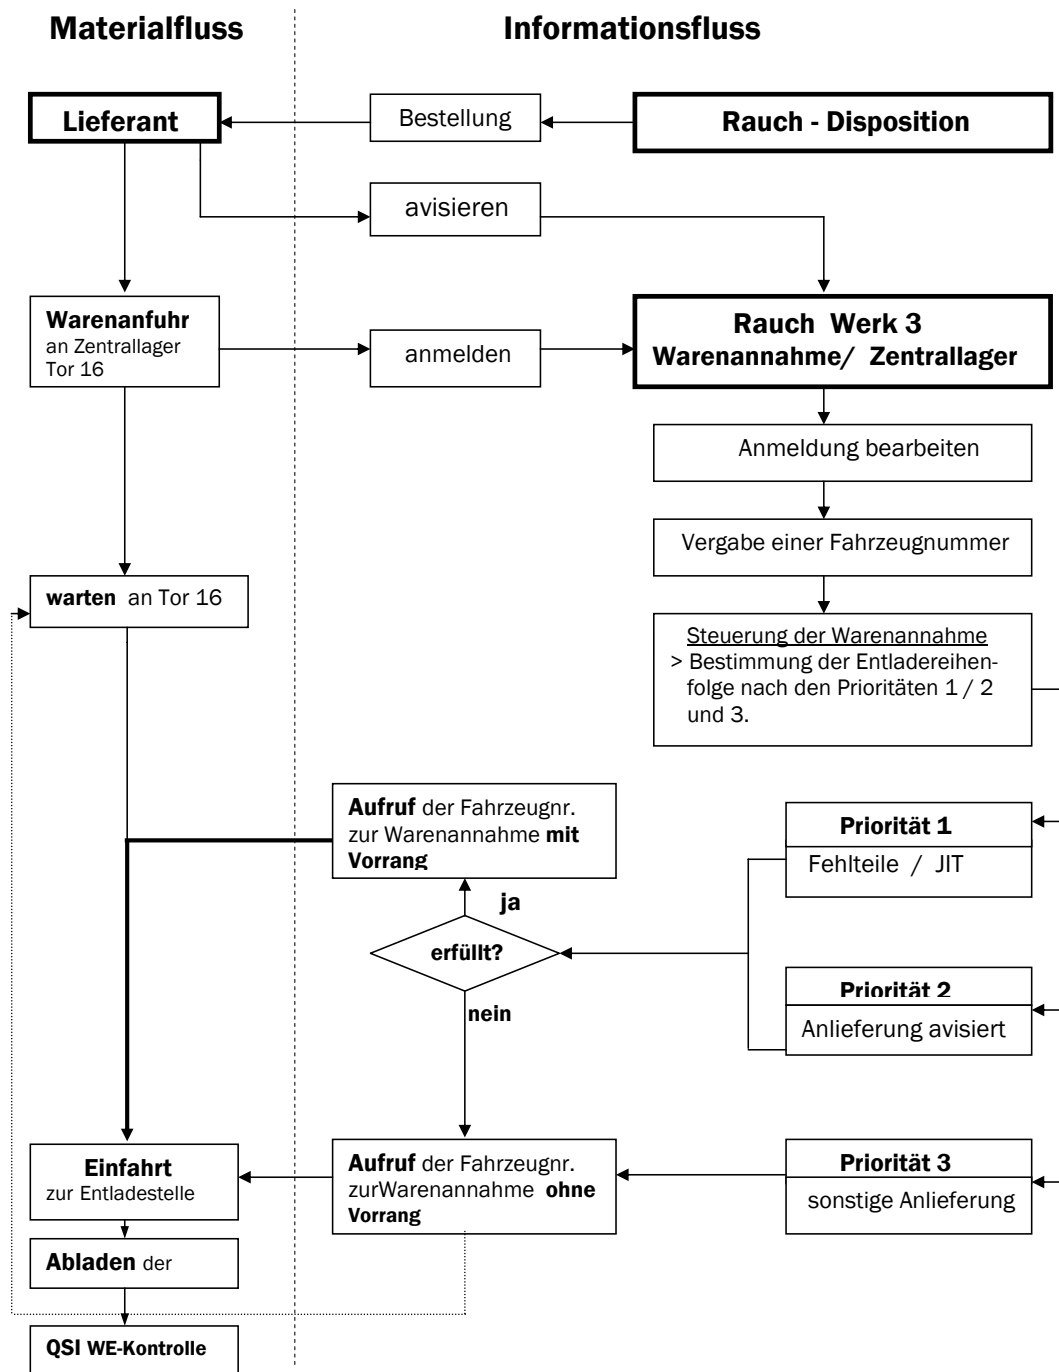 Materialfluss
Informationsfluss
Lieferant
Bestellung
Rauch - Disposition
avisieren
Warenanfuhr
an Zentrallager
Tor 16
anmelden
Rauch Werk 3
Warenannahme/ Zentrallager
Anmeldung bearbeiten
Vergabe einer Fahrzeugnummer
warten an Tor 16
Steuerung der Warenannahme
> Bestimmung der Entladereihen-
folge nach den Prioritäten 1 / 2
und 3.
Aufruf der Fahrzeugnr.
zur Warenannahme mit
Vorrang
Priorität 1
Fehlteile / JIT
ja
erfüllt?
nein
Priorität 2
Anlieferung avisiert
Einfahrt
zur Entladestelle
Aufruf der Fahrzeugnr.
zurWarenannahme ohne
Vorrang
Priorität 3
sonstige Anlieferung
Abladen der
QSI WE-Kontrolle